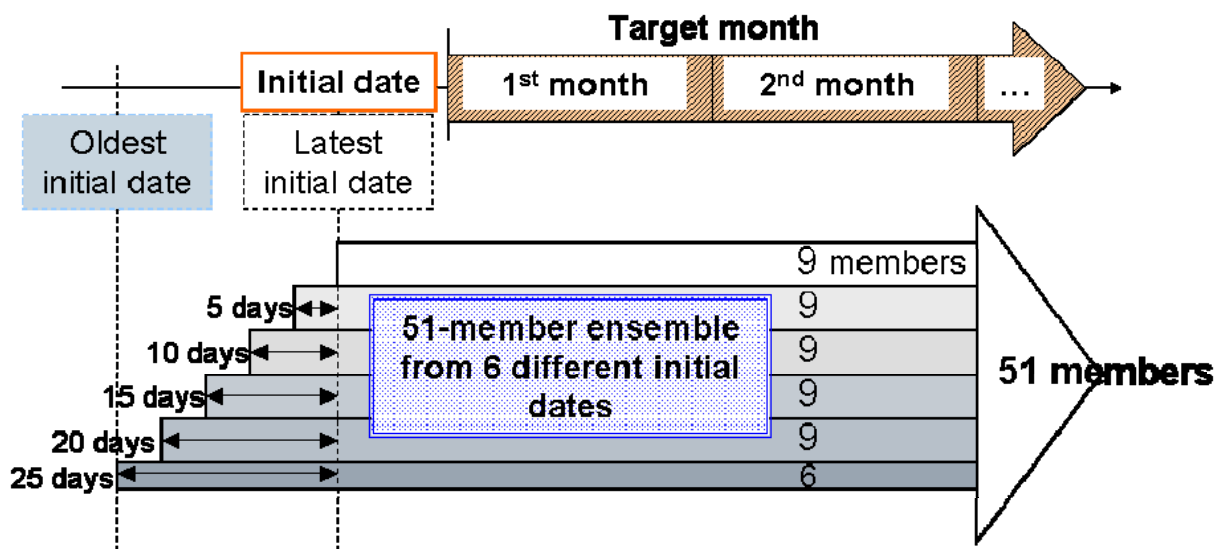 Target month
Initial date
1st month
2nd month
...
Oldest
initial date
Latest
initial date
9 members
5 days
9
10 days
9
15 days
9
20 days
9
25 days
6
51-member ensemble
from 6 different initial
dates
51 members